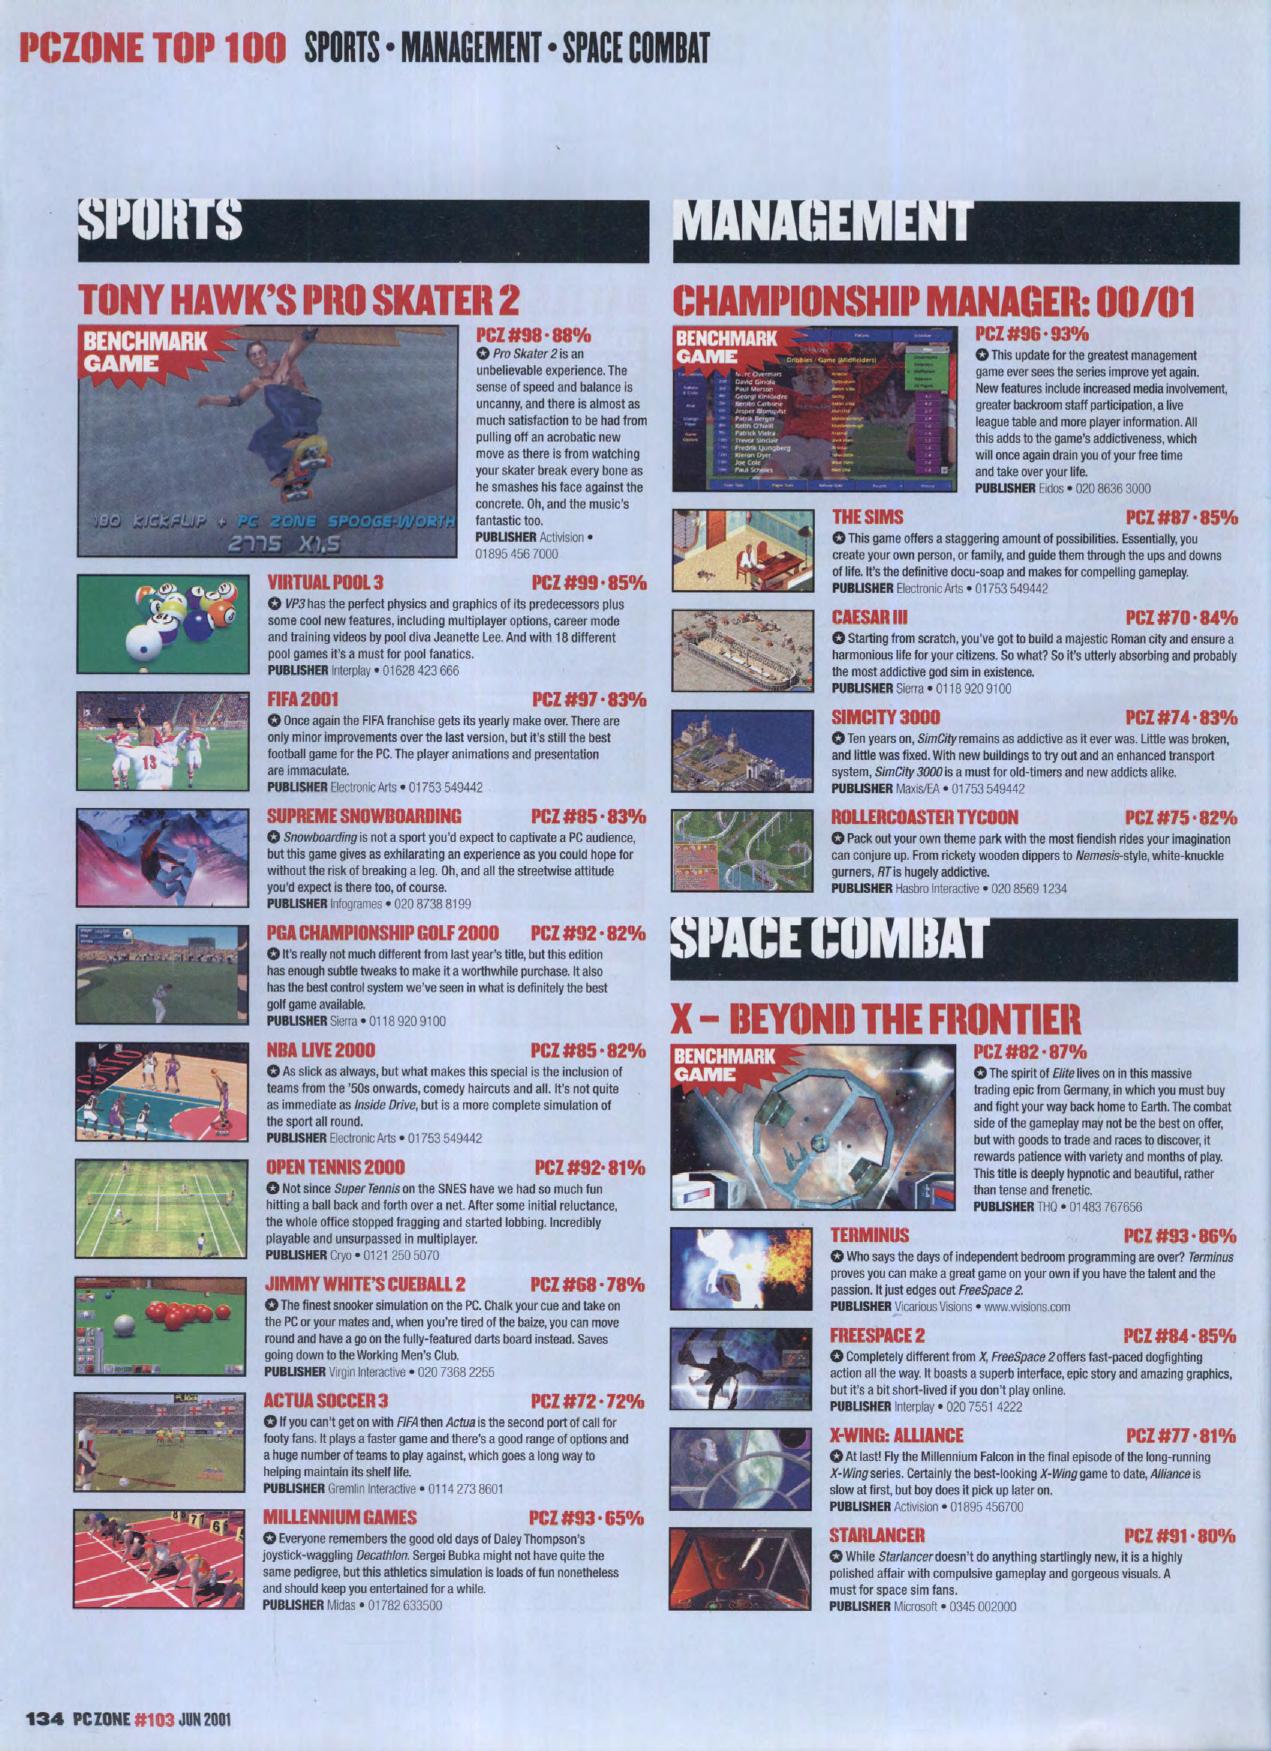 PCZONE TOP 100 SPORTS • MANAGEMENT • SPACE COMBAT
SPORTS
TONY HAWK'S PRO SKATER 2
BENCHMARK
GAME
180 KICKFLIP + PC ZONE SPOOGE-WORTH
2775 X1.5
PCZ #98 • 88%
✪ Pro Skater 2 is an
unbelievable experience. The
sense of speed and balance is
uncanny, and there is almost as
much satisfaction to be had from
pulling off an acrobatic new
move as there is from watching
your skater break every bone as
he smashes his face against the
concrete. Oh, and the music's
fantastic too.
PUBLISHER Activision •
01895 456 7000
VIRTUAL POOL 3 PCZ #99 • 85%
✪ VP3 has the perfect physics and graphics of its predecessors plus
some cool new features, including multiplayer options, career mode
and training videos by pool diva Jeanette Lee. And with 18 different
pool games it's a must for pool fanatics.
PUBLISHER Interplay • 01628 423 666
FIFA 2001 PCZ #97 • 83%
✪ Once again the FIFA franchise gets its yearly make over. There are
only minor improvements over the last version, but it's still the best
football game for the PC. The player animations and presentation
are immaculate.
PUBLISHER Electronic Arts • 01753 549442
13
SUPREME SNOWBOARDING PCZ #85 • 83%
✪ Snowboarding is not a sport you'd expect to captivate a PC audience,
but this game gives as exhilarating an experience as you could hope for
without the risk of breaking a leg. Oh, and all the streetwise attitude
you'd expect is there too, of course.
PUBLISHER Infogrames • 020 8738 8199
PGA CHAMPIONSHIP GOLF 2000 PCZ #92 • 82%
✪ It's really not much different from last year's title, but this edition
has enough subtle tweaks to make it a worthwhile purchase. It also
has the best control system we've seen in what is definitely the best
golf game available.
PUBLISHER Sierra • 0118 920 9100
NBA LIVE 2000 PCZ #85 • 82%
✪ As slick as always, but what makes this special is the inclusion of
teams from the '50s onwards, comedy haircuts and all. It's not quite
as immediate as Inside Drive, but is a more complete simulation of
the sport all round.
PUBLISHER Electronic Arts • 01753 549442
OPEN TENNIS 2000 PCZ #92 • 81%
✪ Not since Super Tennis on the SNES have we had so much fun
hitting a ball back and forth over a net. After some initial reluctance,
the whole office stopped fragging and started lobbing. Incredibly
playable and unsurpassed in multiplayer.
PUBLISHER Cryo • 0121 250 5070
JIMMY WHITE'S CUEBALL 2 PCZ #68 • 78%
✪ The finest snooker simulation on the PC. Chalk your cue and take on
the PC or your mates and, when you're tired of the baize, you can move
round and have a go on the fully-featured darts board instead. Saves
going down to the Working Men's Club.
PUBLISHER Virgin Interactive • 020 7368 2255
ACTUA SOCCER 3 PCZ #72 • 72%
✪ If you can't get on with FIFA then Actua is the second port of call for
footy fans. It plays a faster game and there's a good range of options and
a huge number of teams to play against, which goes a long way to
helping maintain its shelf life.
PUBLISHER Gremlin Interactive • 0114 273 8601
MILLENNIUM GAMES PCZ #93 • 65%
✪ Everyone remembers the good old days of Daley Thompson's
joystick-waggling Decathlon. Sergei Bubka might not have quite the
same pedigree, but this athletics simulation is loads of fun nonetheless
and should keep you entertained for a while.
PUBLISHER Midas • 01782 633500
MANAGEMENT
CHAMPIONSHIP MANAGER: 00/01
BENCHMARK
GAME
Dribbles / Game (Midfielders)
Marc Overmars
David Ginola
Paul Merson
Georgi Kinkladze
Benito Carbone
Jesper Blomqvist
Patrik Berger
Keith O'Neill
Patrick Vieira
Trevor Sinclair
Fredrik Ljungberg
Kieron Dyer
Joe Cole
Paul Scholes
PCZ #96 • 93%
✪ This update for the greatest management
game ever sees the series improve yet again.
New features include increased media involvement,
greater backroom staff participation, a live
league table and more player information. All
this adds to the game's addictiveness, which
will once again drain you of your free time
and take over your life.
PUBLISHER Eidos • 020 8636 3000
THE SIMS PCZ #87 • 85%
✪ This game offers a staggering amount of possibilities. Essentially, you
create your own person, or family, and guide them through the ups and downs
of life. It's the definitive docu-soap and makes for compelling gameplay.
PUBLISHER Electronic Arts • 01753 549442
CAESAR III PCZ #70 • 84%
✪ Starting from scratch, you've got to build a majestic Roman city and ensure a
harmonious life for your citizens. So what? So it's utterly absorbing and probably
the most addictive god sim in existence.
PUBLISHER Sierra • 0118 920 9100
SIMCITY 3000 PCZ #74 • 83%
✪ Ten years on, SimCity remains as addictive as it ever was. Little was broken,
and little was fixed. With new buildings to try out and an enhanced transport
system, SimCity 3000 is a must for old-timers and new addicts alike.
PUBLISHER Maxis/EA • 01753 549442
ROLLERCOASTER TYCOON PCZ #75 • 82%
✪ Pack out your own theme park with the most fiendish rides your imagination
can conjure up. From rickety wooden dippers to Nemesis-style, white-knuckle
gurners, RT is hugely addictive.
PUBLISHER Hasbro Interactive • 020 8569 1234
SPACE COMBAT
X – BEYOND THE FRONTIER
BENCHMARK
GAME
PCZ #82 • 87%
✪ The spirit of Elite lives on in this massive
trading epic from Germany, in which you must buy
and fight your way back home to Earth. The combat
side of the gameplay may not be the best on offer,
but with goods to trade and races to discover, it
rewards patience with variety and months of play.
This title is deeply hypnotic and beautiful, rather
than tense and frenetic.
PUBLISHER THQ • 01483 767656
TERMINUS PCZ #93 • 86%
✪ Who says the days of independent bedroom programming are over? Terminus
proves you can make a great game on your own if you have the talent and the
passion. It just edges out FreeSpace 2.
PUBLISHER Vicarious Visions • www.vvisions.com
FREESPACE 2 PCZ #84 • 85%
✪ Completely different from X, FreeSpace 2 offers fast-paced dogfighting
action all the way. It boasts a superb interface, epic story and amazing graphics,
but it's a bit short-lived if you don't play online.
PUBLISHER Interplay • 020 7551 4222
X-WING: ALLIANCE PCZ #77 • 81%
✪ At last! Fly the Millennium Falcon in the final episode of the long-running
X-Wing series. Certainly the best-looking X-Wing game to date, Alliance is
slow at first, but boy does it pick up later on.
PUBLISHER Activision • 01895 456700
STARLANCER PCZ #91 • 80%
✪ While Starlancer doesn't do anything startlingly new, it is a highly
polished affair with compulsive gameplay and gorgeous visuals. A
must for space sim fans.
PUBLISHER Microsoft • 0345 002000
134 PCZONE #103 JUN 2001